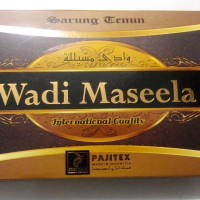 Sarung Tenun
وادي مسيلة
Wadi Maseela
International Quality
PAJITEX